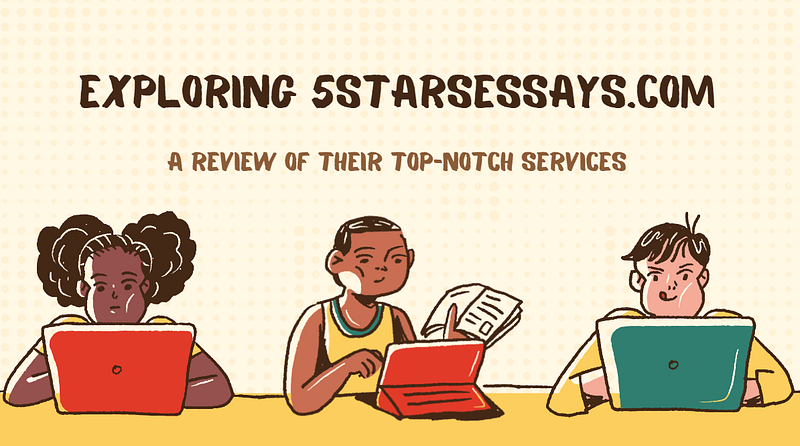 EXPLORING 5STARSESSAYS.COM
A REVIEW OF THEIR TOP-NOTCH SERVICES